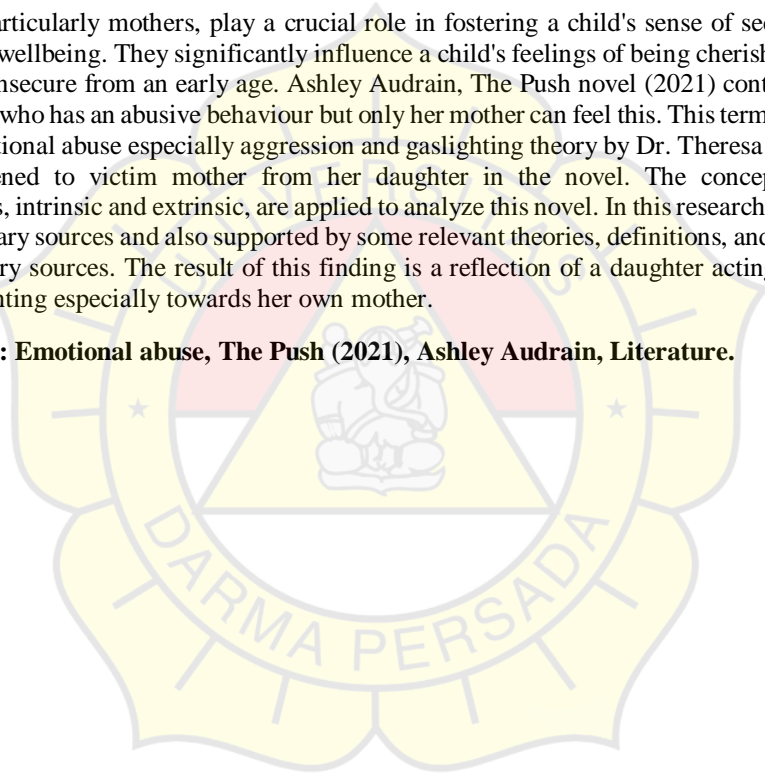 articularly mothers, play a crucial role in fostering a child's sense of sec
wellbeing. They significantly influence a child's feelings of being cherish
nsecure from an early age. Ashley Audrain, The Push novel (2021) cont
who has an abusive behaviour but only her mother can feel this. This term
tional abuse especially aggression and gaslighting theory by Dr. Theresa
ened to victim mother from her daughter in the novel. The concep
s, intrinsic and extrinsic, are applied to analyze this novel. In this research
ary sources and also supported by some relevant theories, definitions, and
ry sources. The result of this finding is a reflection of a daughter acting
nting especially towards her own mother.
: Emotional abuse, The Push (2021), Ashley Audrain, Literature.
UNIVERSITAS
DARMA PERSADA